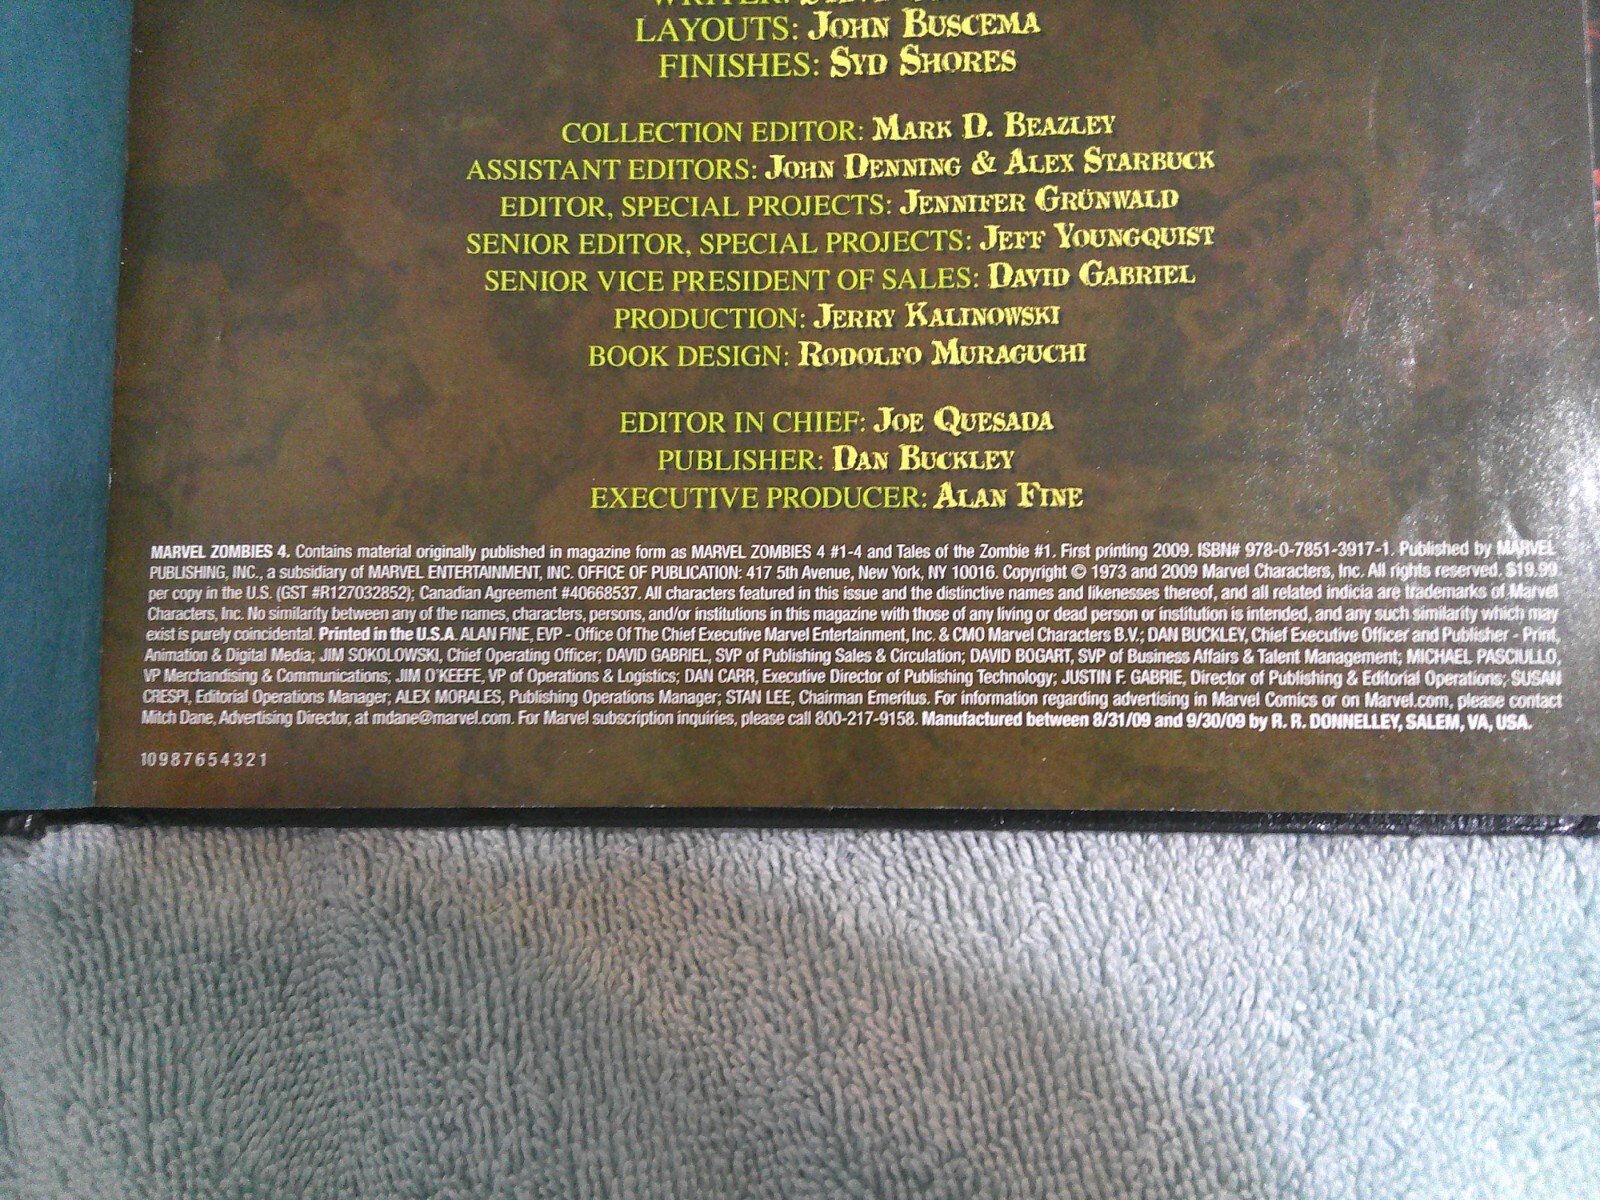 WRITER:
LAYOUTS: JOHN BUSCEMA
FINISHES: SYD SHORES
COLLECTION EDITOR: MARK D. BEAZLEY
ASSISTANT EDITORS: JOHN DENNING & ALEX STARBUCK
EDITOR, SPECIAL PROJECTS: JENNIFER GRÜNWALD
SENIOR EDITOR, SPECIAL PROJECTS: JEFF YOUNGQUIST
SENIOR VICE PRESIDENT OF SALES: DAVID GABRIEL
PRODUCTION: JERRY KALINOWSKI
BOOK DESIGN: RODOLFO MURAGUCHI
EDITOR IN CHIEF: JOE QUESADA
PUBLISHER: DAN BUCKLEY
EXECUTIVE PRODUCER: ALAN FINE
MARVEL ZOMBIES 4. Contains material originally published in magazine form as MARVEL ZOMBIES 4 #1-4 and Tales of the Zombie #1. First printing 2009. ISBN# 978-0-7851-3917-1. Published by MARVEL
PUBLISHING, INC., a subsidiary of MARVEL ENTERTAINMENT, INC. OFFICE OF PUBLICATION: 417 5th Avenue, New York, NY 10016. Copyright © 1973 and 2009 Marvel Characters, Inc. All rights reserved. $19.99
per copy in the U.S. (GST #R127032852); Canadian Agreement #40668537. All characters featured in this issue and the distinctive names and likenesses thereof, and all related indicia are trademarks of Marvel
Characters, Inc. No similarity between any of the names, characters, persons, and/or institutions in this magazine with those of any living or dead person or institution is intended, and any such similarity which may
exist is purely coincidental. Printed in the U.S.A. ALAN FINE, EVP - Office Of The Chief Executive Marvel Entertainment, Inc. & CMO Marvel Characters B.V.; DAN BUCKLEY, Chief Executive Officer and Publisher - Print,
Animation & Digital Media; JIM SOKOLOWSKI, Chief Operating Officer; DAVID GABRIEL, SVP of Publishing Sales & Circulation; DAVID BOGART, SVP of Business Affairs & Talent Management; MICHAEL PASCIULLO,
VP Merchandising & Communications; JIM O'KEEFE, VP of Operations & Logistics; DAN CARR, Executive Director of Publishing Technology; JUSTIN F. GABRIE, Director of Publishing & Editorial Operations; SUSAN
CRESPI, Editorial Operations Manager; ALEX MORALES, Publishing Operations Manager; STAN LEE, Chairman Emeritus. For information regarding advertising in Marvel Comics or on Marvel.com, please contact
Mitch Dane, Advertising Director, at mdane@marvel.com. For Marvel subscription inquiries, please call 800-217-9158. Manufactured between 8/31/09 and 9/30/09 by R. R. DONNELLEY, SALEM, VA, USA.
10 9 8 7 6 5 4 3 2 1